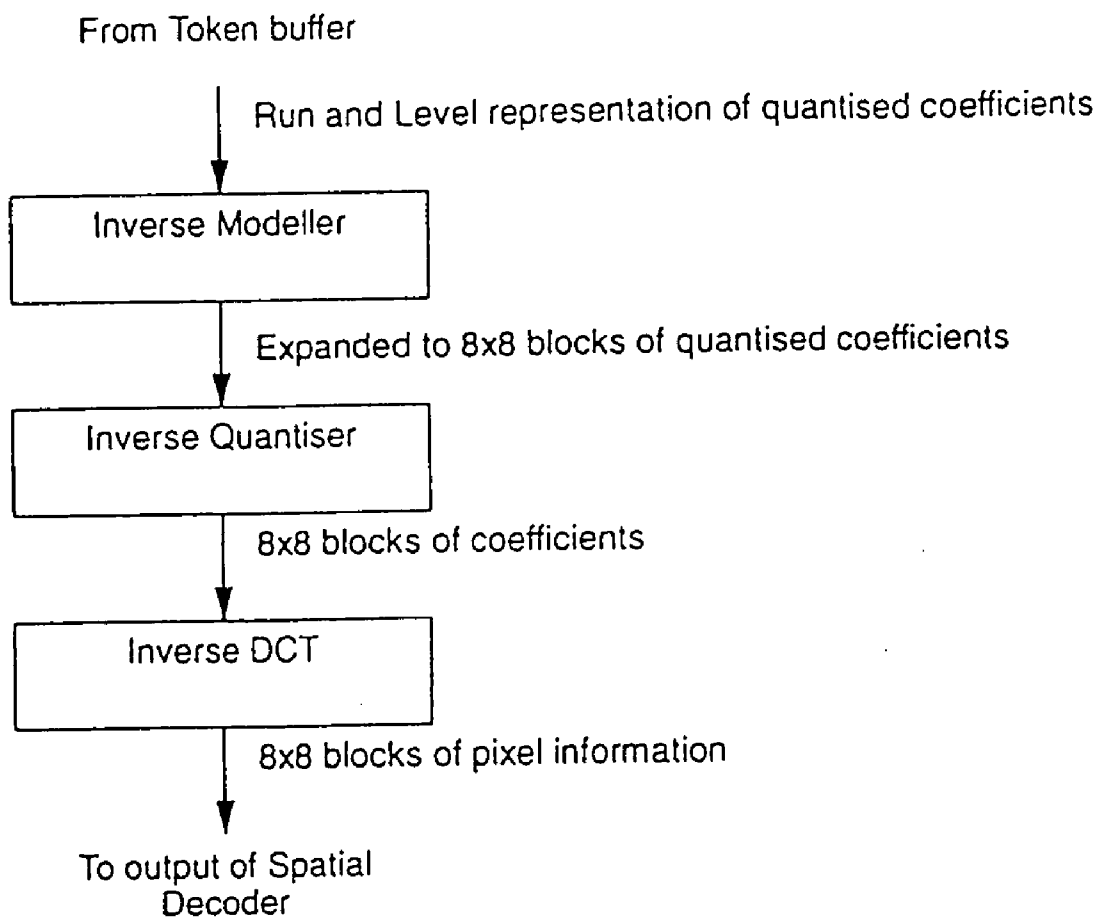 From Token buffer
Run and Level representation of quantised coefficients
Inverse Modeller
Expanded to 8x8 blocks of quantised coefficients
Inverse Quantiser
8x8 blocks of coefficients
Inverse DCT
8x8 blocks of pixel information
To output of Spatial
Decoder